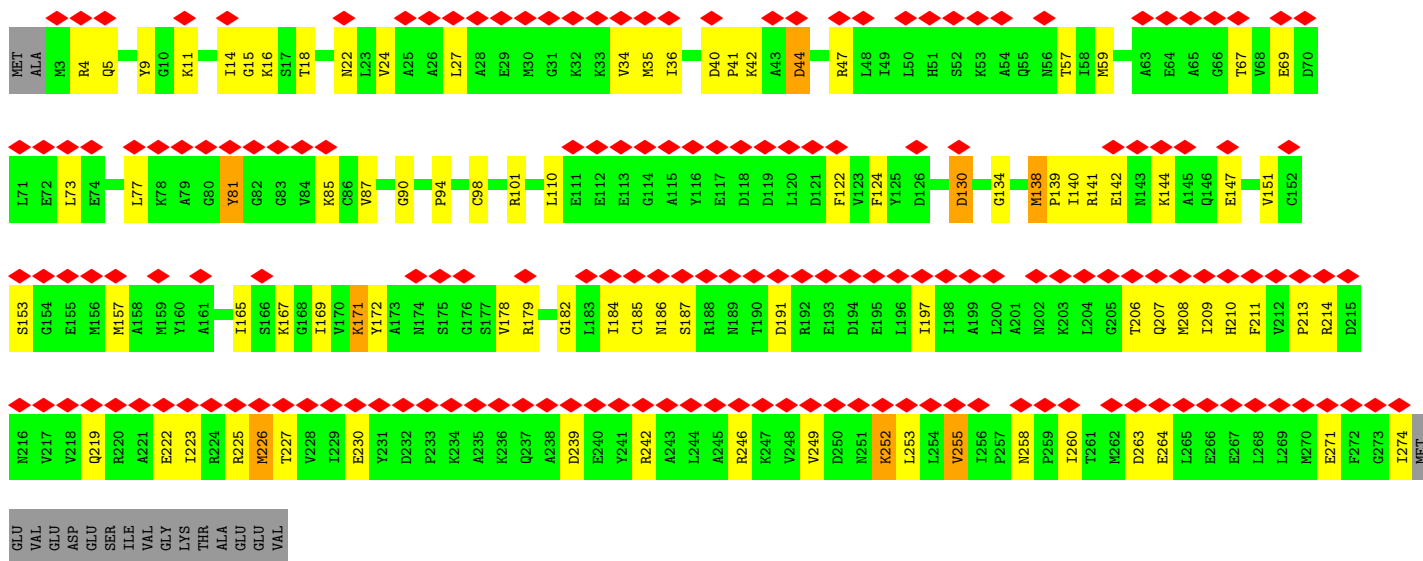 MET ALA M3 R4 Q5 Y9 G10 K11 I14 G15 K16 S17 T18 N22 L23 V24 A25 A26 L27 A28 E29 M30 G31 K32 K33 V34 M35 I36 D40 P41 K42 A43 D44 R47 L48 I49 L50 H51 S52 K53 A54 Q55 N56 T57 I58 M59 A63 E64 A65 G66 T67 V68 E69 D70
L71 E72 L73 E74 L77 K78 A79 G80 Y81 G82 G83 V84 K85 C86 V87 G90 P94 C98 R101 L110 E111 E112 E113 G114 A115 Y116 E117 D118 D119 L120 D121 F122 V123 F124 Y125 D126 D130 G134 M138 P139 I140 R141 E142 N143 K144 A145 Q146 E147 V151 C152
S153 G154 E155 M156 M157 A158 M159 Y160 A161 I165 S166 K167 G168 I169 V170 K171 Y172 A173 N174 S175 G176 S177 V178 R179 G182 L183 I184 C185 N186 S187 R188 N189 T190 D191 R192 E193 D194 E195 L196 I197 I198 A199 L200 A201 N202 K203 L204 G205 T206 Q207 M208 I209 H210 F211 V212 P213 R214 D215
N216 V217 V218 Q219 R220 A221 E222 I223 R224 R225 M226 T227 V228 I229 E230 Y231 D232 P233 K234 A235 K236 Q237 A238 D239 E240 Y241 R242 A243 L244 A245 R246 K247 V248 V249 D250 N251 K252 L253 L254 V255 I256 P257 N258 P259 I260 T261 M262 D263 E264 L265 E266 E267 L268 L269 M270 E271 F272 G273 I274 MET
GLU VAL GLU ASP GLU SER ILE VAL GLY LYS THR ALA GLU GLU VAL